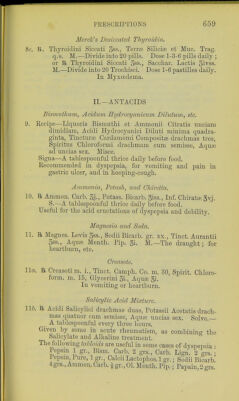 PRESCRIPTIONS 659
Merck's Desiccated Thyroidin.
8c. ℞. Thyroidini Siccati ʒss., Terræ Siliciæ et Muc. Trag.
q.s. M.—Divide into 20 pills. Dose 1-3-6 pills daily ;
or ℞ Thyroidini Siccati ʒss., Sacchar. Lactis ʒivss.
M.—Divide into 20 Trochisci. Dose 1-6 pastilles daily.
In Myxœdema.
II.—ANTACIDS
Bismuthum, Acidum Hydrocyanicum Dilutum, etc.
9. Recipe—Liquoris Bismuthi et Ammonii Citratis unciam
dimidiam, Acidi Hydrocyanici Diluti minima quadra-
ginta, Tincturæ Cardamomi Compositæ drachmas tres,
Spiritus Chloroformi drachmam cum semisse, Aquæ
ad uncias sex. Misce.
Signa—A tablespoonful thrice daily before food.
Recommended in dyspepsia, for vomiting and pain in
gastric ulcer, and in hooping-cough.
Ammonia, Potash, and Chiretta.
10. ℞ Ammon. Carb. ʒi., Potass. Bicarb. ʒiss., Inf. Chiratæ ℥vj.
S.—A tablespoonful thrice daily before food.
Useful for the acid eructations of dyspepsia and debility.
Magnesia and Soda.
11. ℞ Magnes. Levis ʒss., Sodii Bicarb. gr. xx., Tinct. Aurantii
ʒss., Aquæ Menth. Pip. ℥i. M.—The draught ; for
heartburn, etc.
Creasote.
11a. ℞ Creasoti m. i., Tinct. Camph. Co. m. 30, Spirit. Chloro-
form. m. 15, Glycerini ʒi., Aquæ ℥i.
In vomiting or heartburn.
Salicylic Acid Mixture.
11b. ℞ Acidi Salicylici drachmas duas, Potassii Acetatis drach-
mas quatuor cum semisse, Aquæ uncias sex. Solve.—
A tablespoonful every three hours.
Given by some in acute rheumatism, as combining the
Salicylate and Alkaline treatment.
The following tabloids are useful in some cases of dyspepsia :
Pepsin 1 gr., Bism. Carb. 2 grs., Carb. Lign. 2 grs. ;
Pepsin, Pure, 1 gr., Calcii Lactophos. 1 gr. ; Sodii Bicarb.
4 grs., Ammon. Carb. ½ gr., Ol. Menth. Pip. ; Papain, 2 grs.